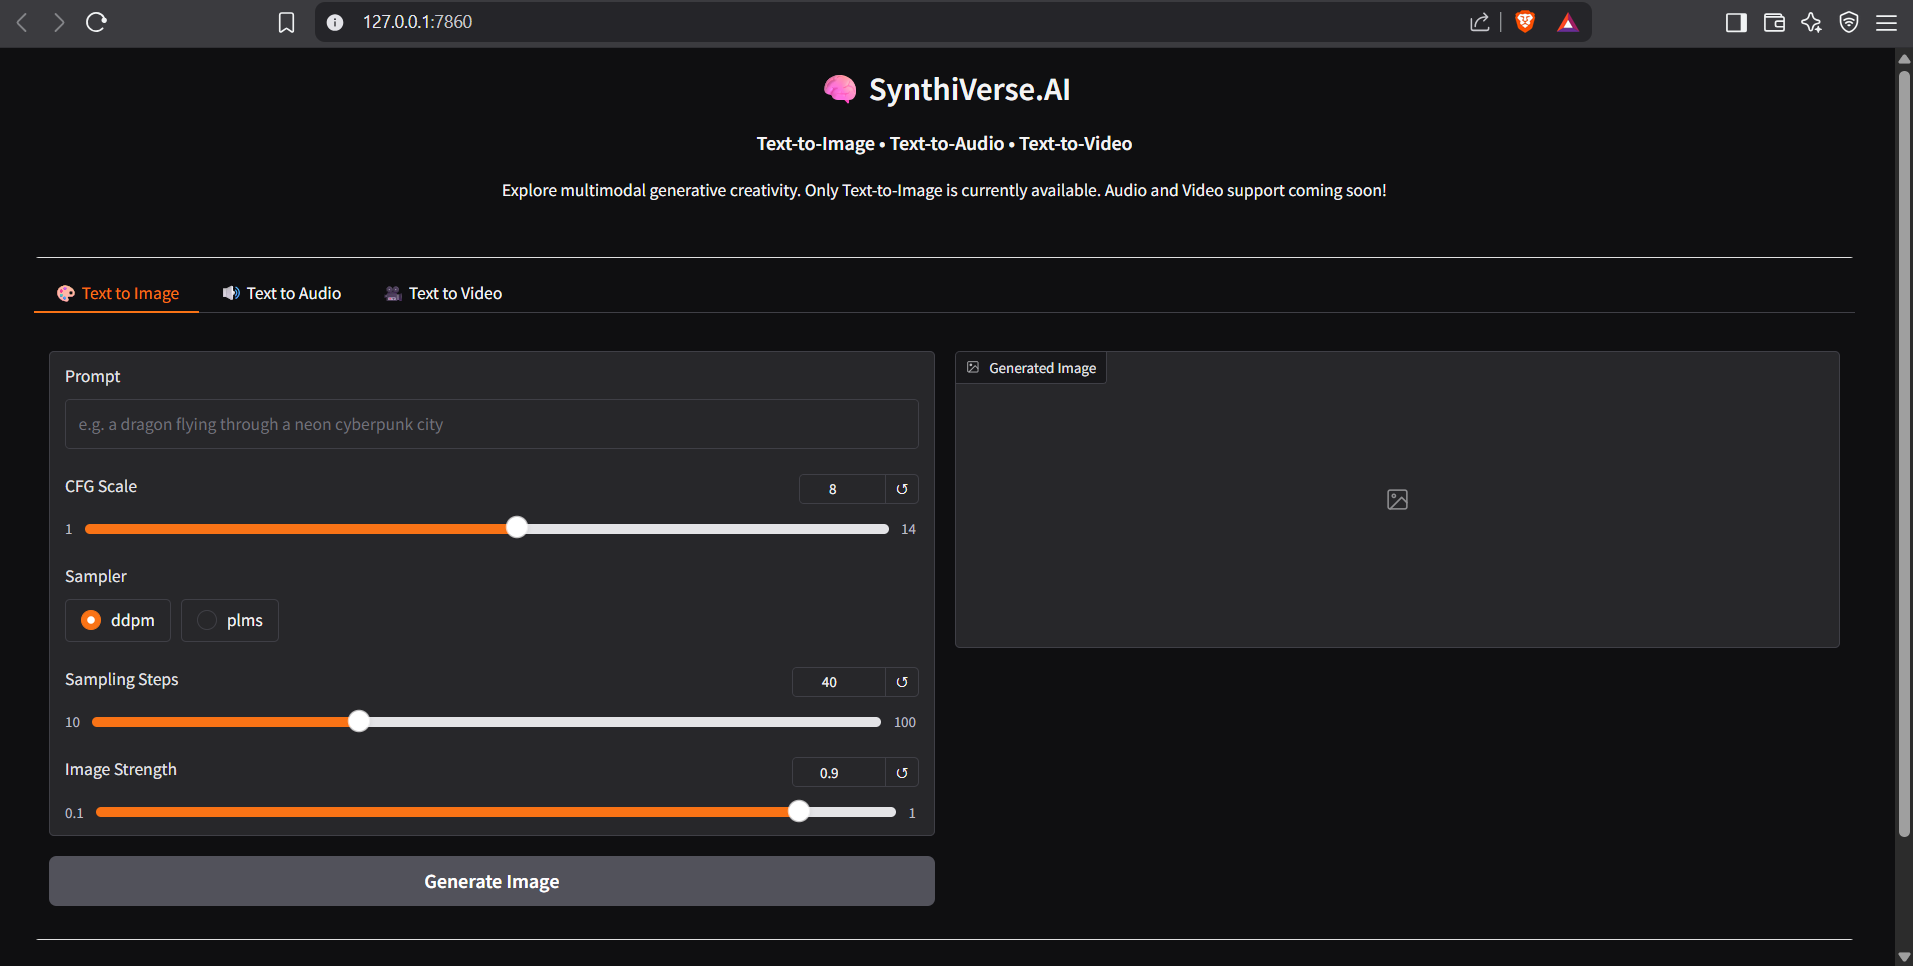 127.0.0.1:7860
🧠 SynthiVerse.AI
Text-to-Image • Text-to-Audio • Text-to-Video
Explore multimodal generative creativity. Only Text-to-Image is currently available. Audio and Video support coming soon!
🎨 Text to Image 🔊 Text to Audio 🎥 Text to Video
Prompt
e.g. a dragon flying through a neon cyberpunk city
CFG Scale 8 ↺
1 14
Sampler
ddpm plms
Sampling Steps 40 ↺
10 100
Image Strength 0.9 ↺
0.1 1
Generate Image
Generated Image